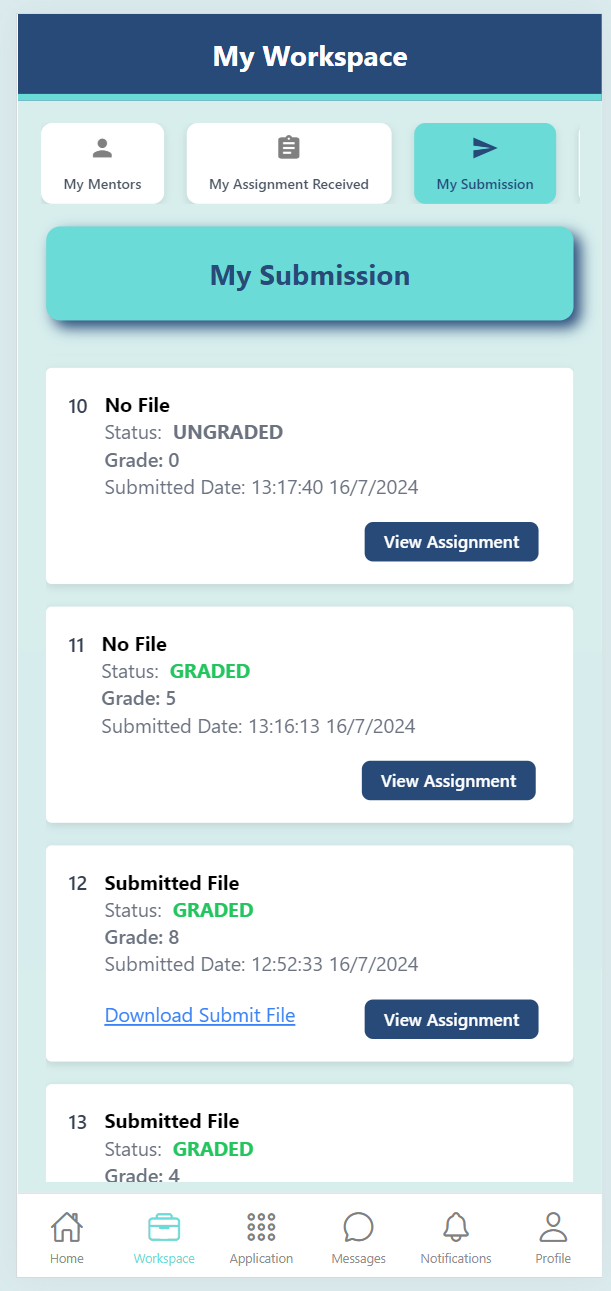 My Workspace
My Mentors
My Assignment Received
My Submission
My Submission
10 No File
Status: UNGRADED
Grade: 0
Submitted Date: 13:17:40 16/7/2024
View Assignment
11 No File
Status: GRADED
Grade: 5
Submitted Date: 13:16:13 16/7/2024
View Assignment
12 Submitted File
Status: GRADED
Grade: 8
Submitted Date: 12:52:33 16/7/2024
Download Submit File View Assignment
13 Submitted File
Status: GRADED
Grade: 4
Home Workspace Application Messages Notifications Profile